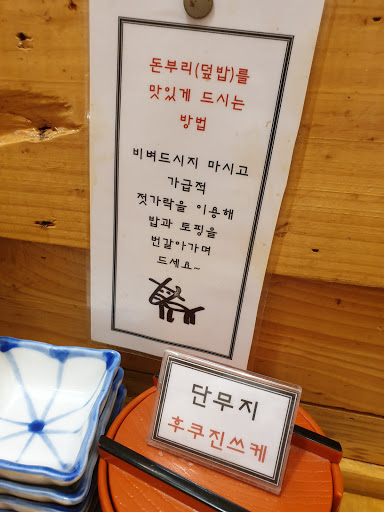 돈부리(덮밥)를
맛있게 드시는
방법
비벼드시지 마시고
가급적
젓가락을 이용해
밥과 토핑을
번갈아가며
드세요~
단무지
후쿠진쓰케